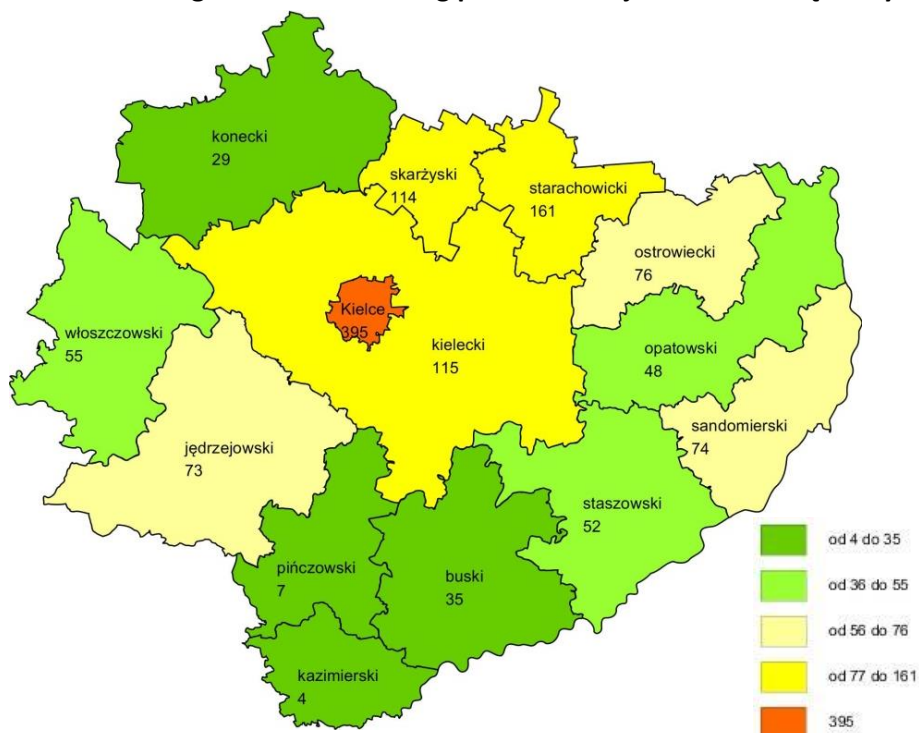 konecki
29
skarżyski
114
starachowicki
161
ostrowiecki
76
włoszczowski
55
Kielce
395
kielecki
115
opatowski
48
sandomierski
74
jędrzejowski
73
staszowski
52
pińczowski
7
buski
35
kazimierski
4
od 4 do 35
od 36 do 55
od 56 do 76
od 77 do 161
395